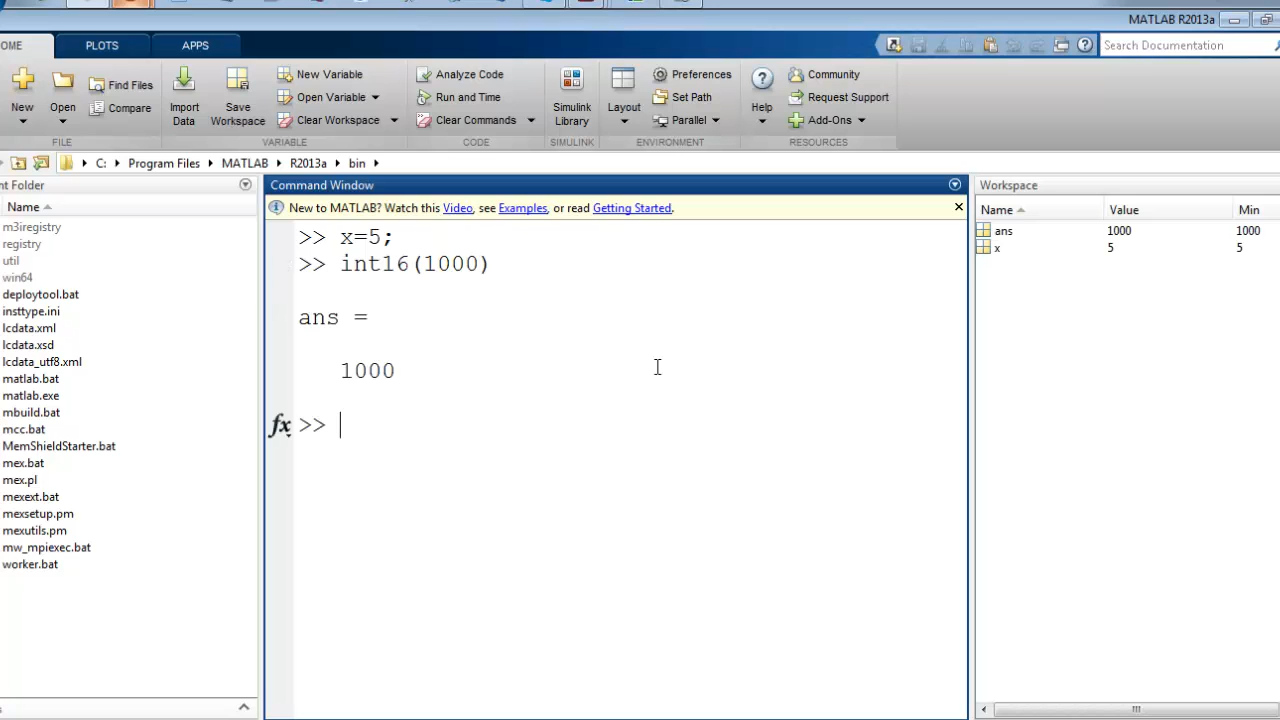 MATLAB R2013a
OME PLOTS APPS
Search Documentation
New
Open
Find Files
Compare
Import Data
Save Workspace
New Variable
Open Variable
Clear Workspace
Analyze Code
Run and Time
Clear Commands
Simulink Library
Layout
Preferences
Set Path
Parallel
Help
Community
Request Support
Add-Ons
FILE VARIABLE CODE SIMULINK ENVIRONMENT RESOURCES
C: Program Files MATLAB R2013a bin
nt Folder
Name
m3iregistry
registry
util
win64
deploytool.bat
insttype.ini
lcdata.xml
lcdata.xsd
lcdata_utf8.xml
matlab.bat
matlab.exe
mbuild.bat
mcc.bat
MemShieldStarter.bat
mex.bat
mex.pl
mexext.bat
mexsetup.pm
mexutils.pm
mw_mpiexec.bat
worker.bat
Command Window
New to MATLAB? Watch this Video, see Examples, or read Getting Started.
>> x=5;
>> int16(1000)
ans =
1000
fx >>
Workspace
Name Value Min
ans 1000 1000
x 5 5